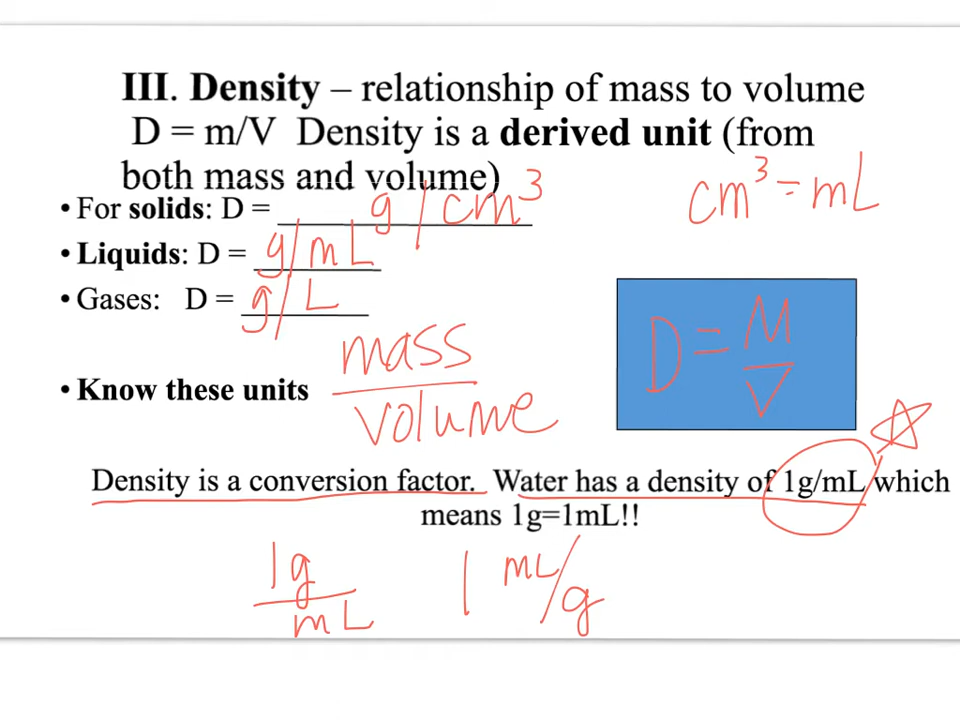 III. Density – relationship of mass to volume
D = m/V Density is a derived unit (from
both mass and volume)
cm³ = mL
• For solids: D = g/cm³
• Liquids: D = g/mL
• Gases: D = g/L
D = M/V
mass
volume
• Know these units
Density is a conversion factor. Water has a density of 1g/mL which
means 1g=1mL!!
1g
mL
1 mL/g